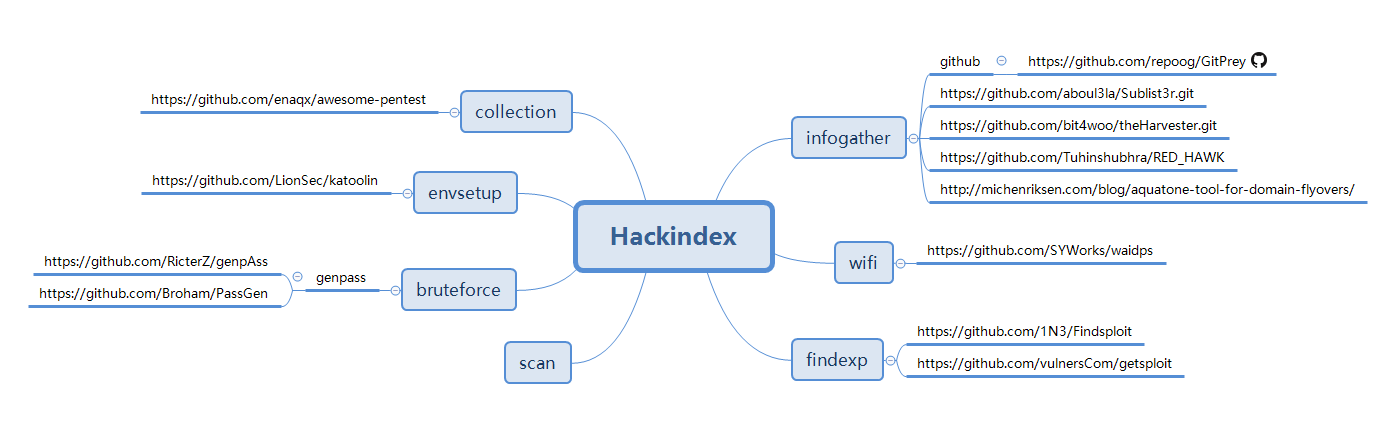 Hackindex
infogather
github
https://github.com/repoog/GitPrey
https://github.com/aboul3la/Sublist3r.git
https://github.com/bit4woo/theHarvester.git
https://github.com/Tuhinshubhra/RED_HAWK
http://michenriksen.com/blog/aquatone-tool-for-domain-flyovers/
wifi
https://github.com/SYWorks/waidps
findexp
https://github.com/1N3/Findsploit
https://github.com/vulnersCom/getsploit
collection
https://github.com/enaqx/awesome-pentest
envsetup
https://github.com/LionSec/katoolin
bruteforce
genpass
https://github.com/RicterZ/genpAss
https://github.com/Broham/PassGen
scan